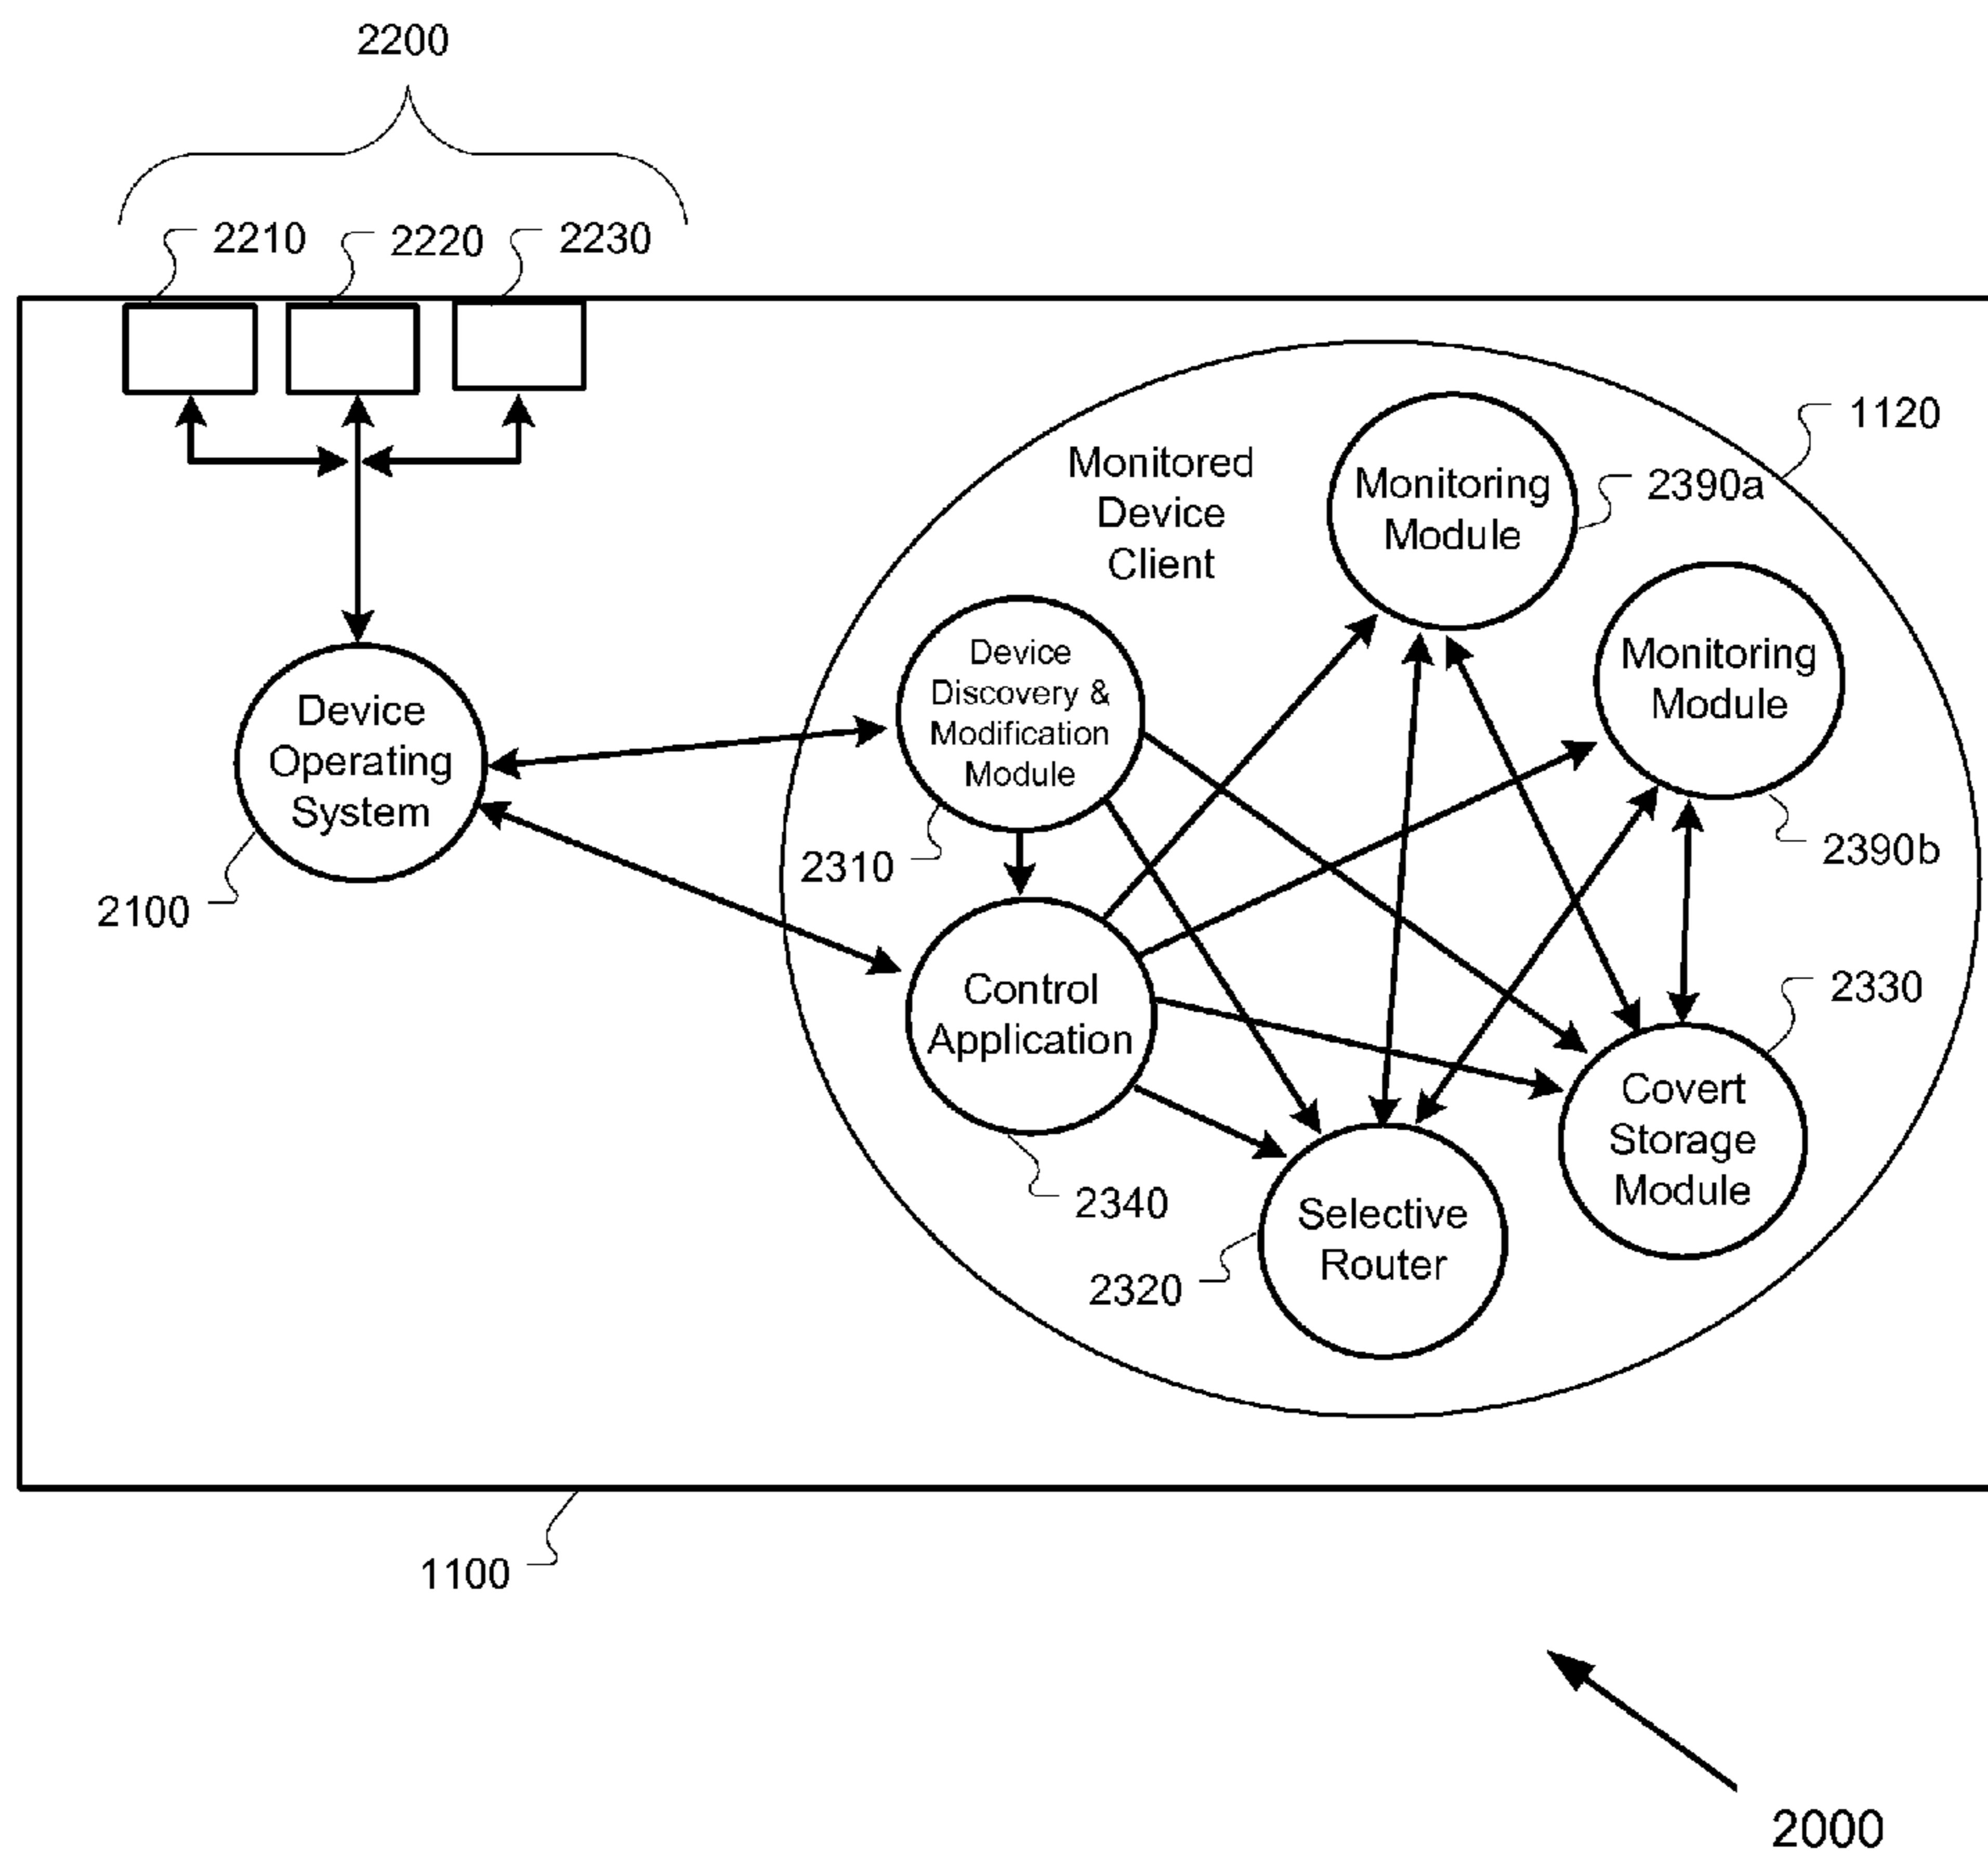 2200
2210
2220
2230
1120
Monitored
Device
Client
Monitoring
Module
2390a
Monitoring
Module
2390b
Device
Discovery &
Modification
Module
2310
Device
Operating
System
2100
Control
Application
2340
2330
Covert
Storage
Module
Selective
Router
2320
1100
2000